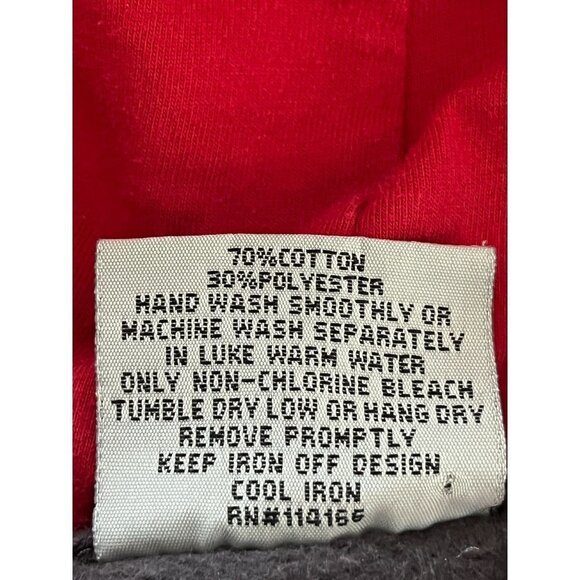 70%COTTON
30%POLYESTER
HAND WASH SMOOTHLY OR
MACHINE WASH SEPARATELY
IN LUKE WARM WATER
ONLY NON-CHLORINE BLEACH
TUMBLE DRY LOW OR HANG DRY
REMOVE PROMPTLY
KEEP IRON OFF DESIGN
COOL IRON
RN#114166